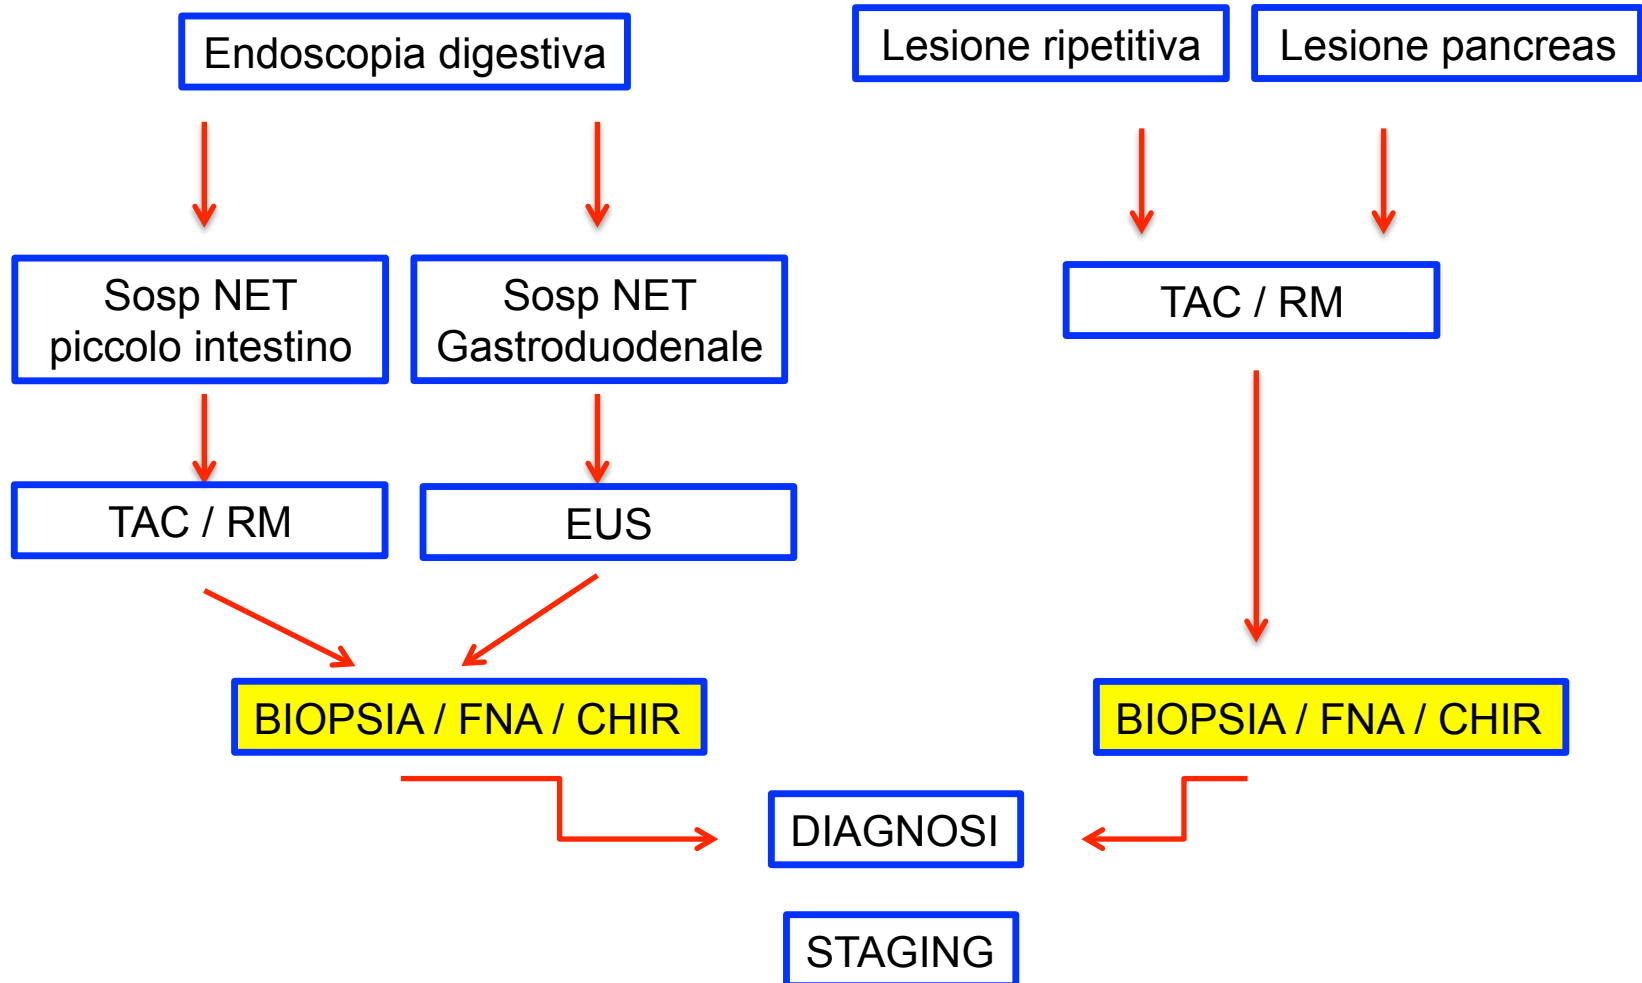 Endoscopia digestiva
Lesione ripetitiva
Lesione pancreas
Sosp NET
piccolo intestino
Sosp NET
Gastroduodenale
TAC / RM
TAC / RM
EUS
BIOPSIA / FNA / CHIR
BIOPSIA / FNA / CHIR
DIAGNOSI
STAGING